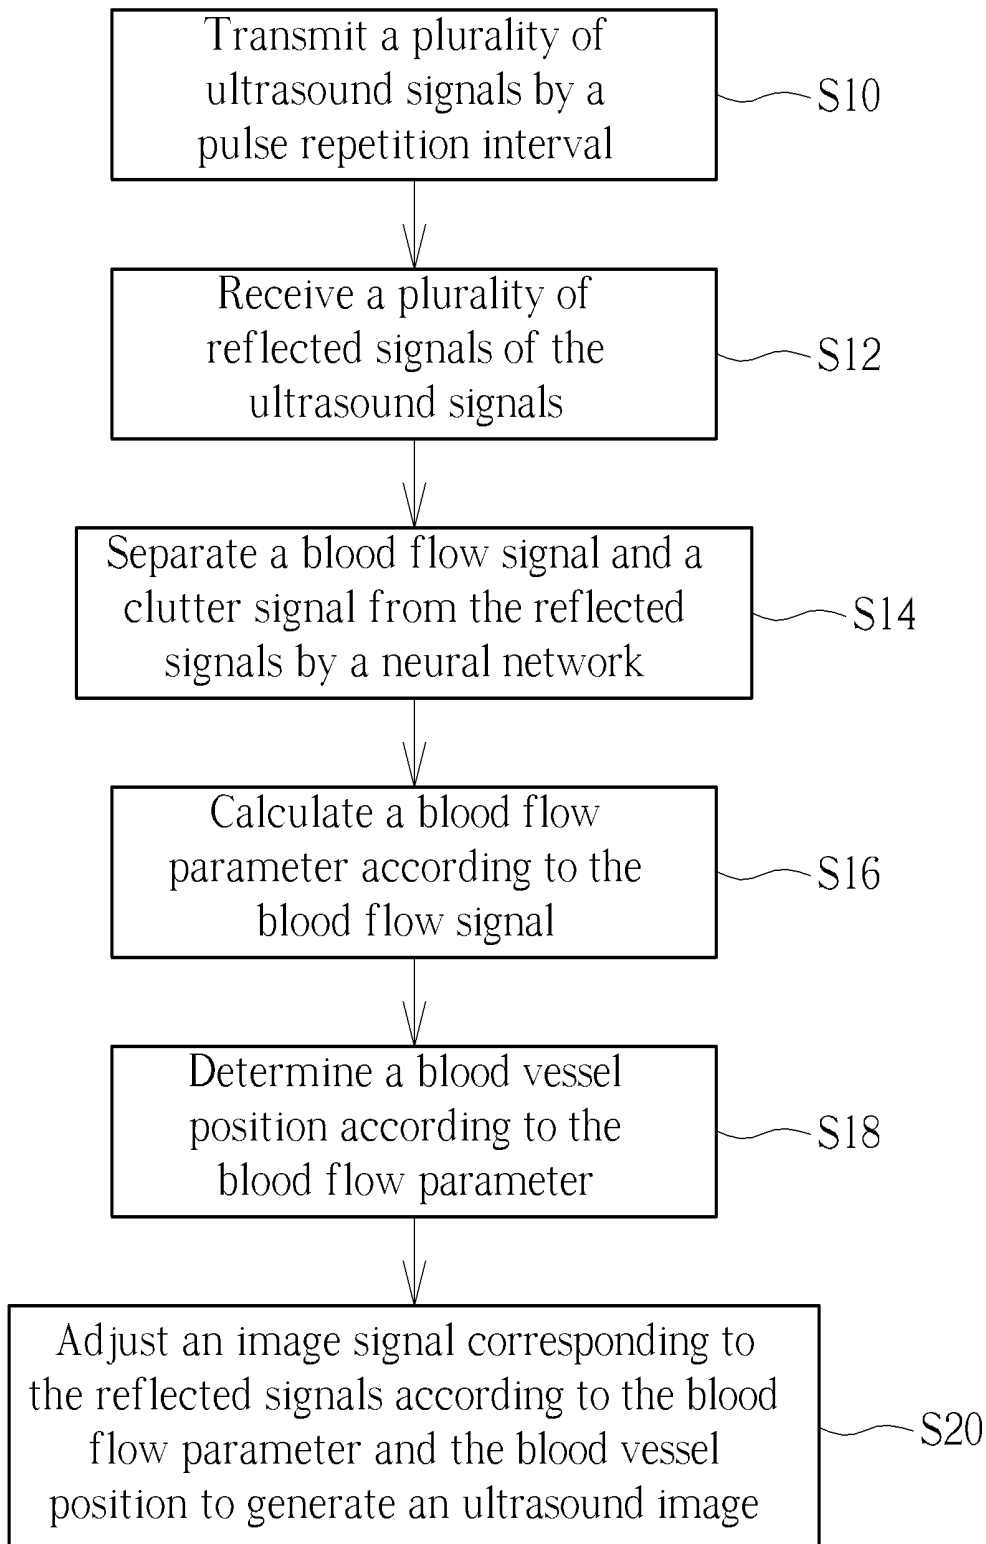 Transmit a plurality of
ultrasound signals by a
pulse repetition interval
S10
Receive a plurality of
reflected signals of the
ultrasound signals
S12
Separate a blood flow signal and a
clutter signal from the reflected
signals by a neural network
S14
Calculate a blood flow
parameter according to the
blood flow signal
S16
Determine a blood vessel
position according to the
blood flow parameter
S18
Adjust an image signal corresponding to
the reflected signals according to the blood
flow parameter and the blood vessel
position to generate an ultrasound image
S20